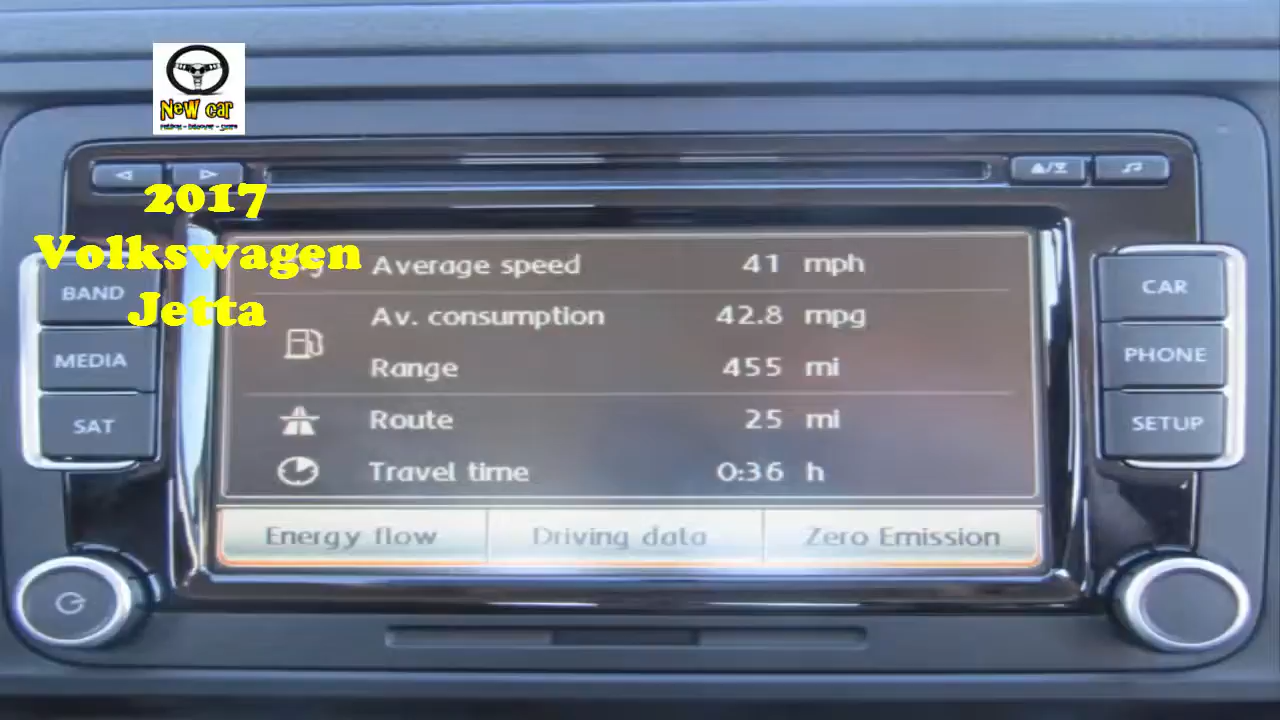 New car
2017
Volkswagen
Jetta
BAND
MEDIA
SAT
Average speed 41 mph
Av. consumption 42.8 mpg
Range 455 mi
Route 25 mi
Travel time 0:36 h
Energy flow Driving data Zero Emission
CAR
PHONE
SETUP